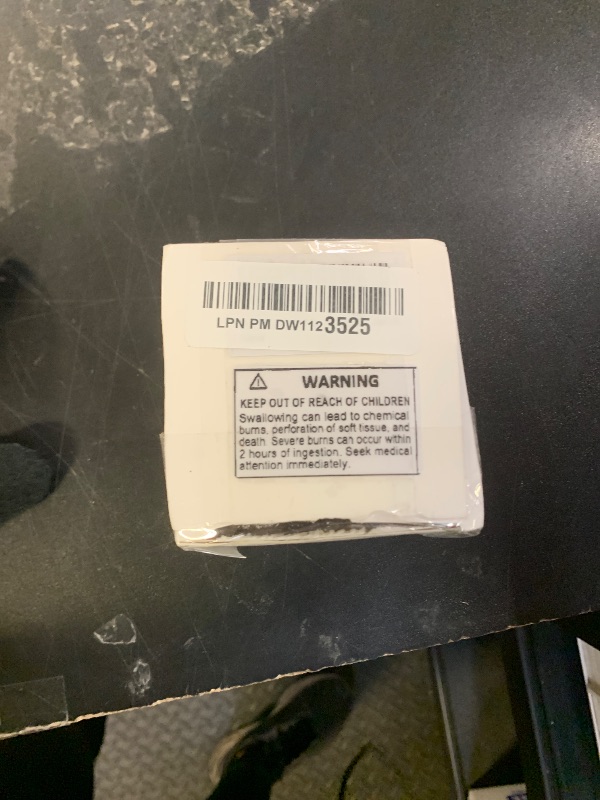 LPN PM DW1123525
WARNING
KEEP OUT OF REACH OF CHILDREN
Swallowing can lead to chemical
burns, perforation of soft tissue, and
death. Severe burns can occur within
2 hours of ingestion. Seek medical
attention immediately.